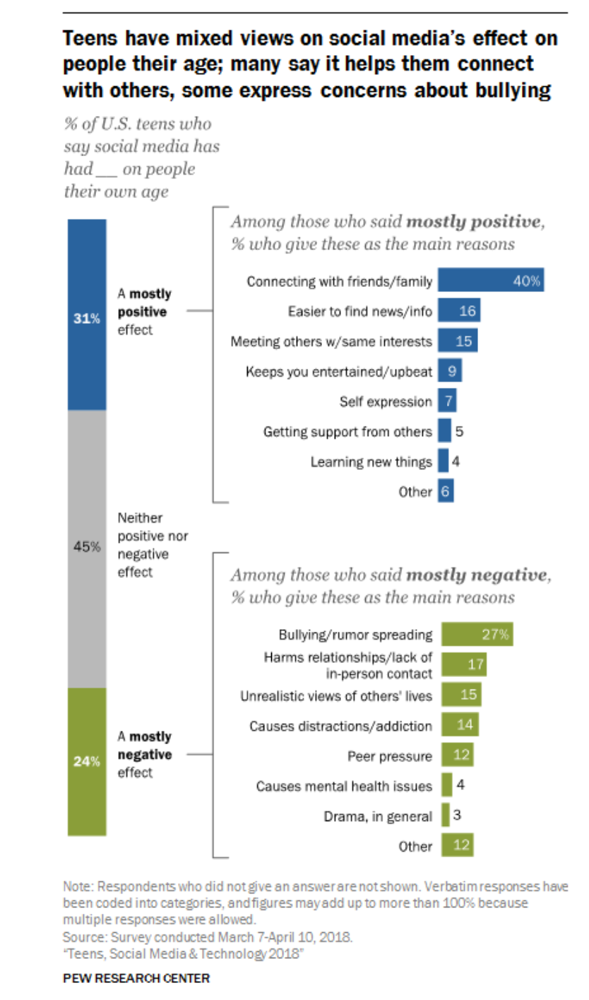 Teens have mixed views on social media's effect on
people their age; many say it helps them connect
with others, some express concerns about bullying
% of U.S. teens who
say social media has
had __ on people
their own age
31%
A mostly
positive
effect
45%
Neither
positive nor
negative
effect
24%
A mostly
negative
effect
Among those who said mostly positive,
% who give these as the main reasons
Connecting with friends/family 40%
Easier to find news/info 16
Meeting others w/same interests 15
Keeps you entertained/upbeat 9
Self expression 7
Getting support from others 5
Learning new things 4
Other 6
Among those who said mostly negative,
% who give these as the main reasons
Bullying/rumor spreading 27%
Harms relationships/lack of
in-person contact 17
Unrealistic views of others' lives 15
Causes distractions/addiction 14
Peer pressure 12
Causes mental health issues 4
Drama, in general 3
Other 12
Note: Respondents who did not give an answer are not shown. Verbatim responses have
been coded into categories, and figures may add up to more than 100% because
multiple responses were allowed.
Source: Survey conducted March 7-April 10, 2018.
"Teens, Social Media & Technology 2018"
PEW RESEARCH CENTER